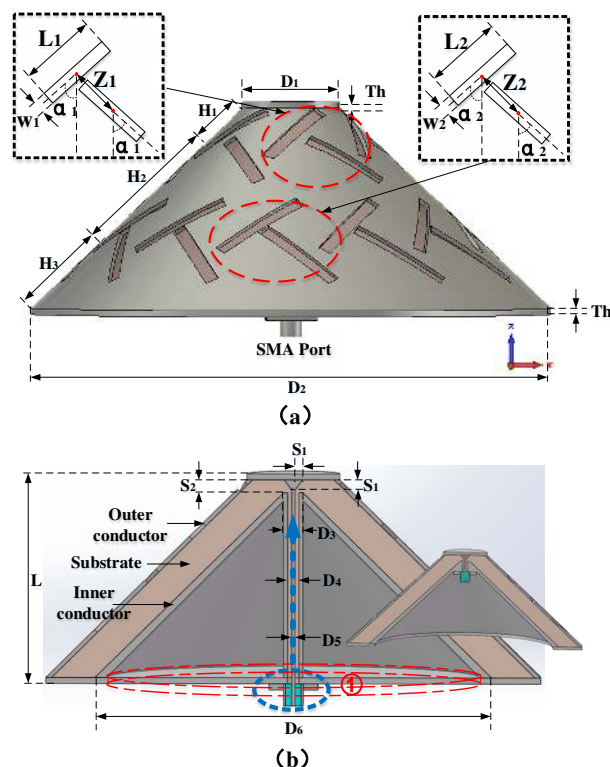 L1
Z1
W1
α1
α1
D1
Th
H1
H2
H3
L2
Z2
W2
α2
α2
Th
SMA Port
z
x
D2
(a)
S1
S2
S1
Outer
conductor
D3
Substrate
L
D4
Inner
conductor
D5
①
D6
(b)